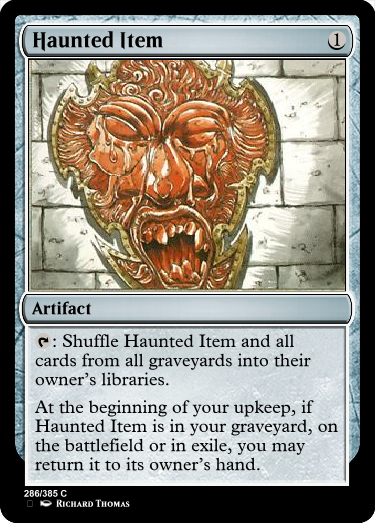 Haunted Item 1
Artifact
: Shuffle Haunted Item and all
cards from all graveyards into their
owner's libraries.
At the beginning of your upkeep, if
Haunted Item is in your graveyard, on
the battlefield or in exile, you may
return it to its owner's hand.
286/385 C
Richard Thomas